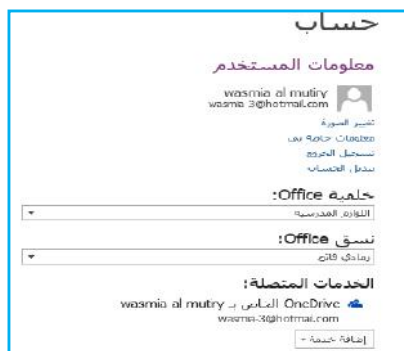 حساب
معلومات المستخدم
wasmia al mutiry
wasmia-3@hotmail.com
تغيير الصورة
معلومات خاصة بي
تسجيل الخروج
تبديل الحساب
خلفية Office:
اللوازم المدرسية
نسق Office:
رمادي فاتح
الخدمات المتصلة:
OneDrive الخاص بـ wasmia al mutiry
wasmia-3@hotmail.com
إضافة خدمة